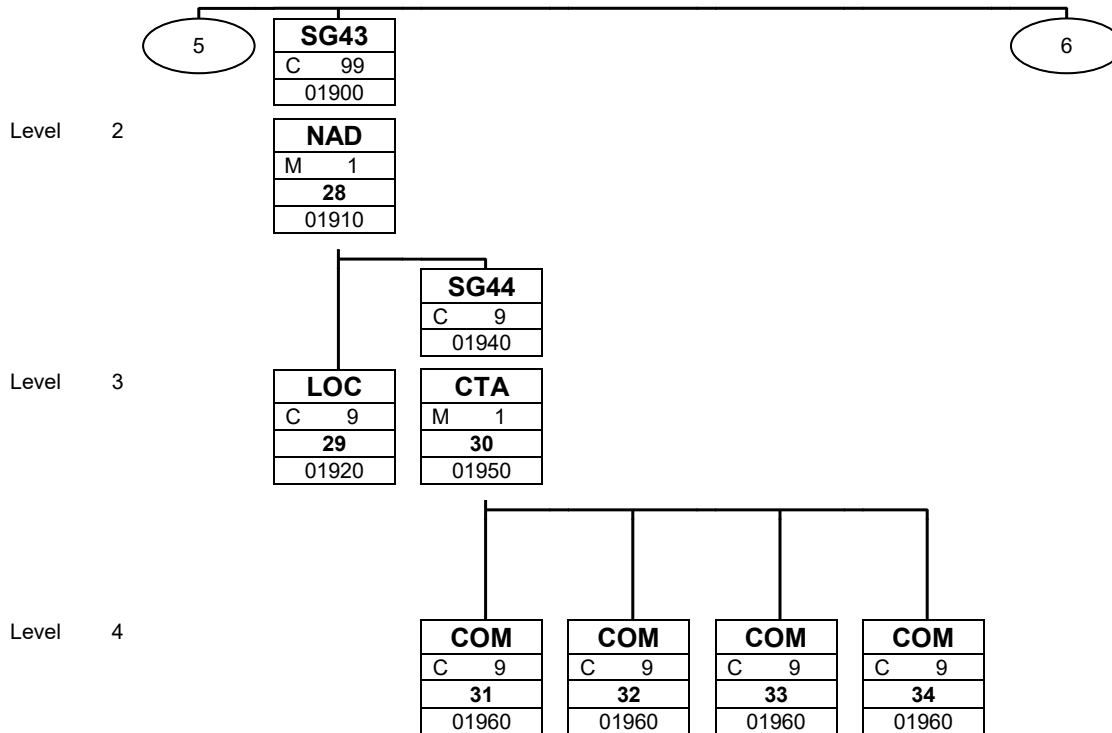 5
SG43
6
C 99
01900
Level 2
NAD
M 1
28
01910
SG44
C 9
01940
Level 3
LOC
CTA
C 9
M 1
29
30
01920
01950
Level 4
COM
COM
COM
COM
C 9
C 9
C 9
C 9
31
32
33
34
01960
01960
01960
01960